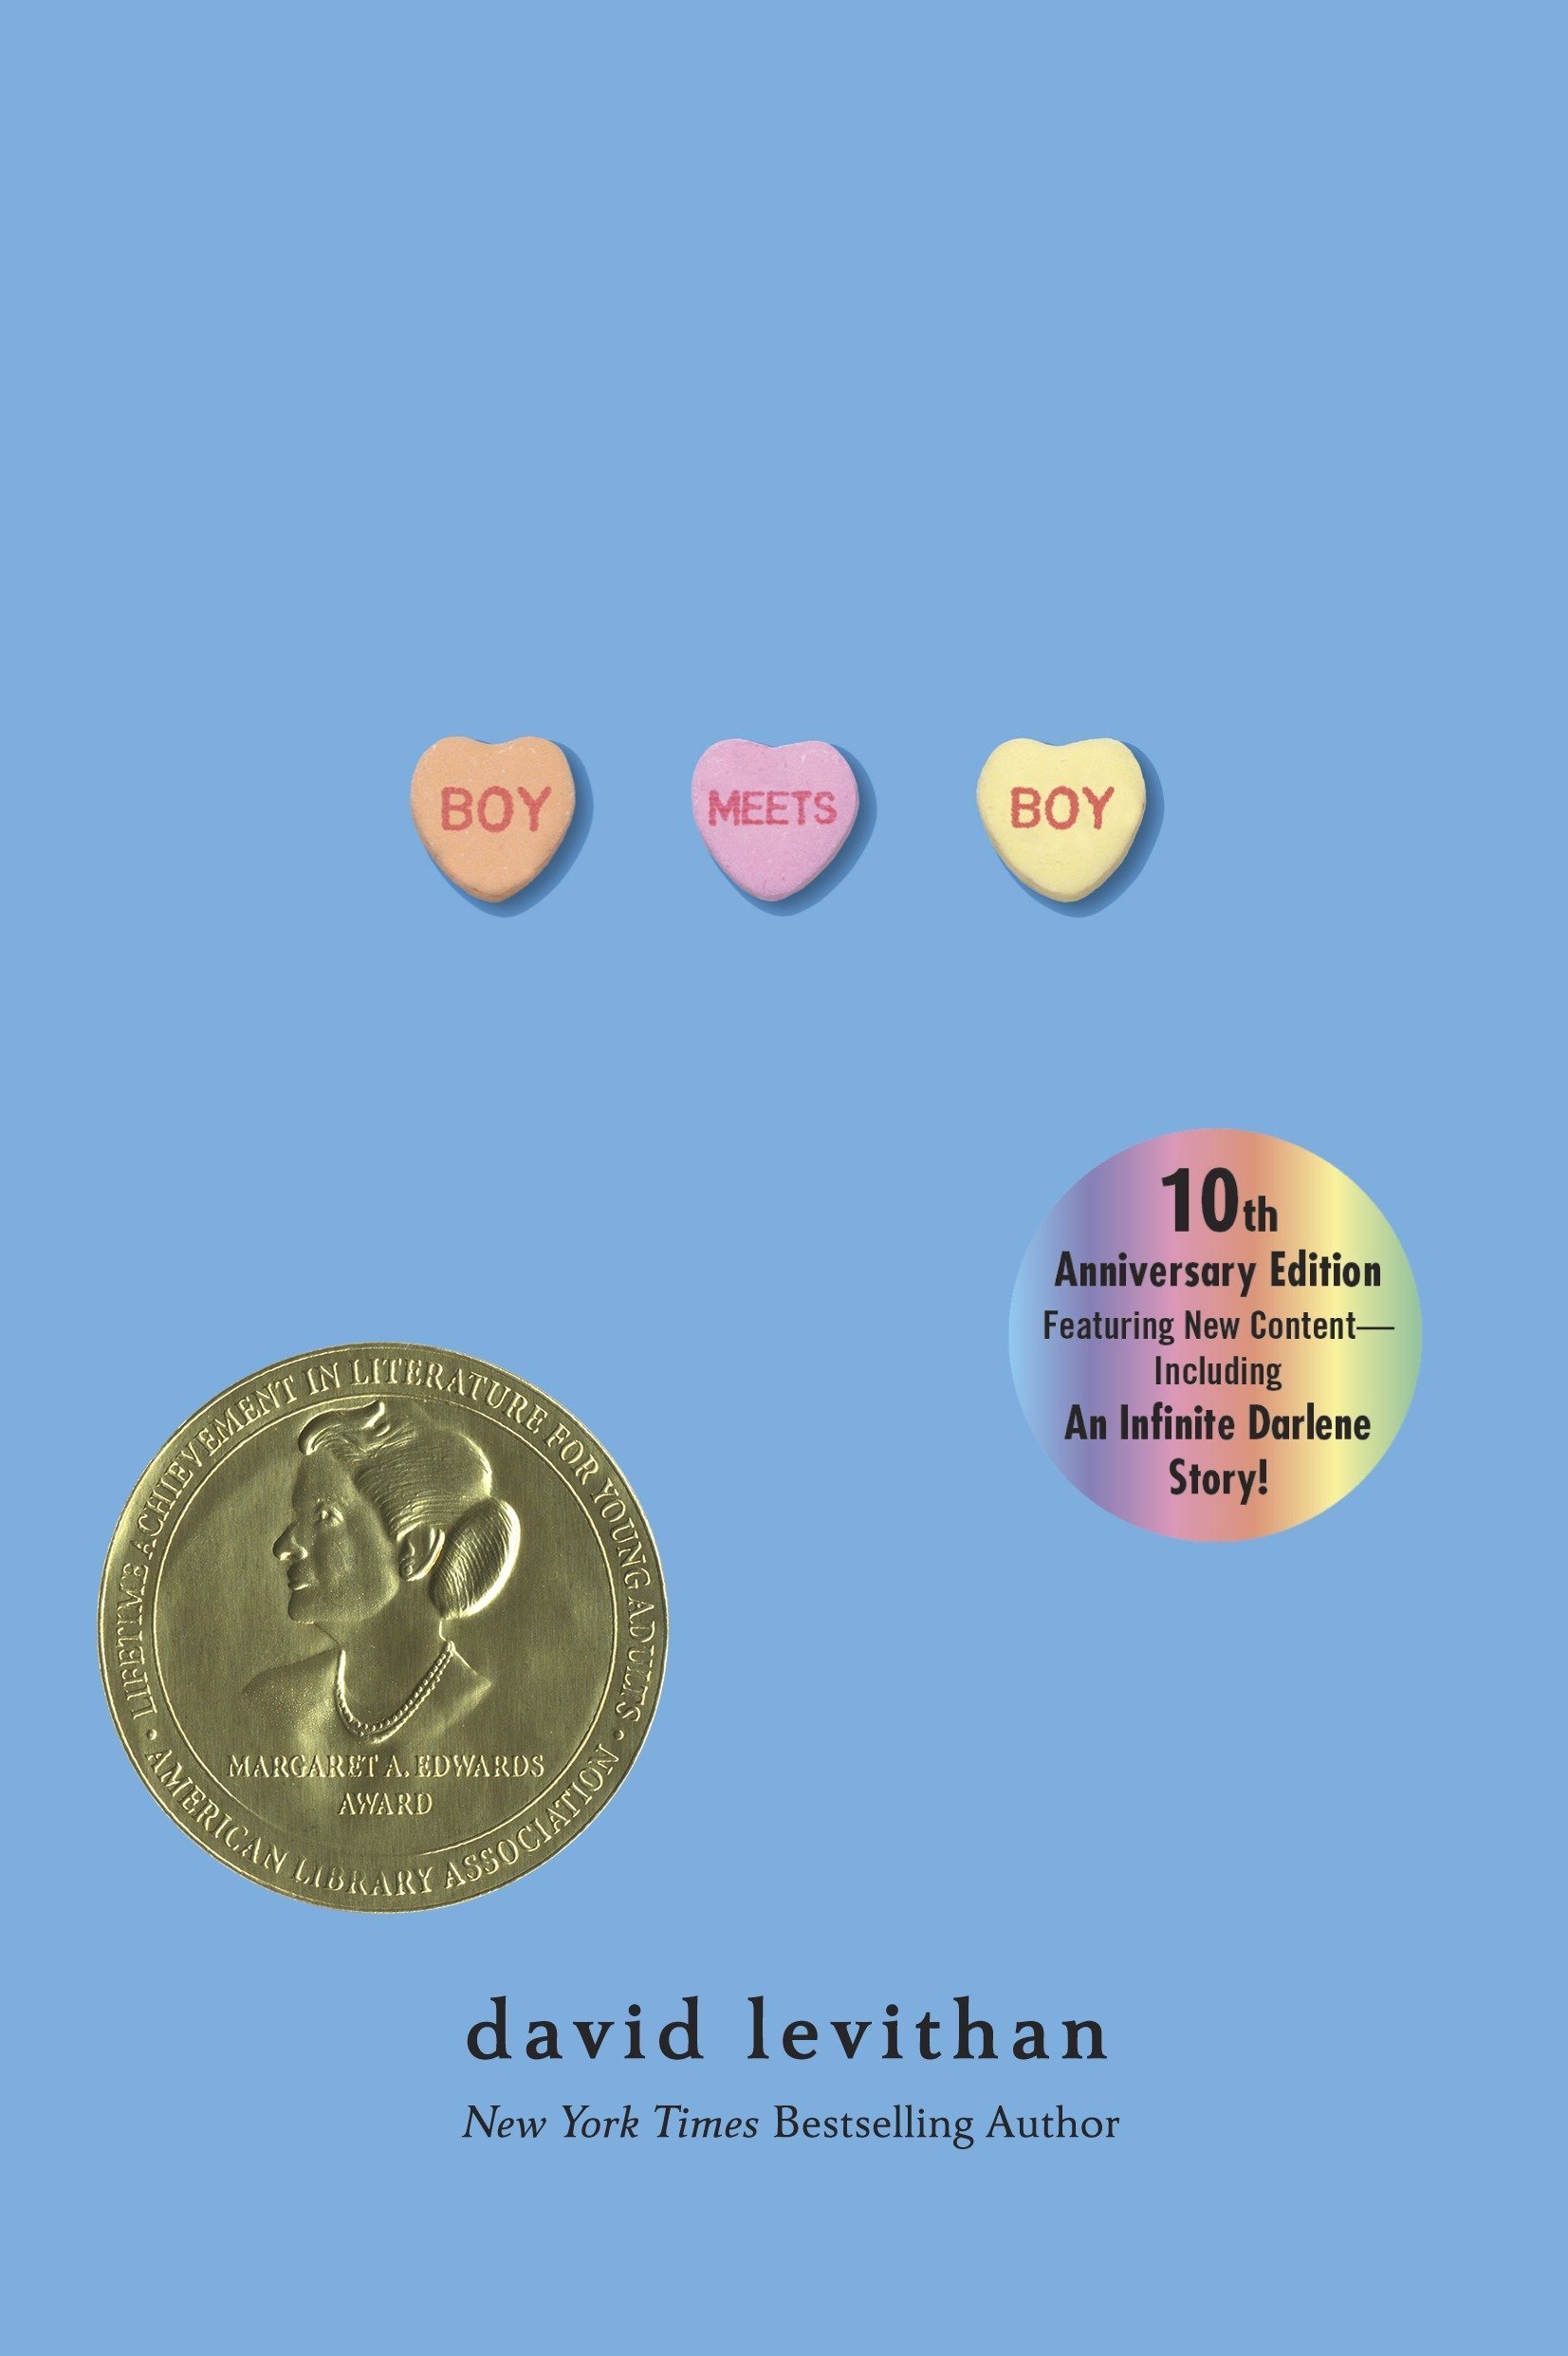 BOY MEETS BOY
10th
Anniversary Edition
Featuring New Content—
Including
An Infinite Darlene
Story!
LIFETIME ACHIEVEMENT IN LITERATURE FOR YOUNG ADULTS
MARGARET A. EDWARDS
AWARD
AMERICAN LIBRARY ASSOCIATION
david levithan
New York Times Bestselling Author